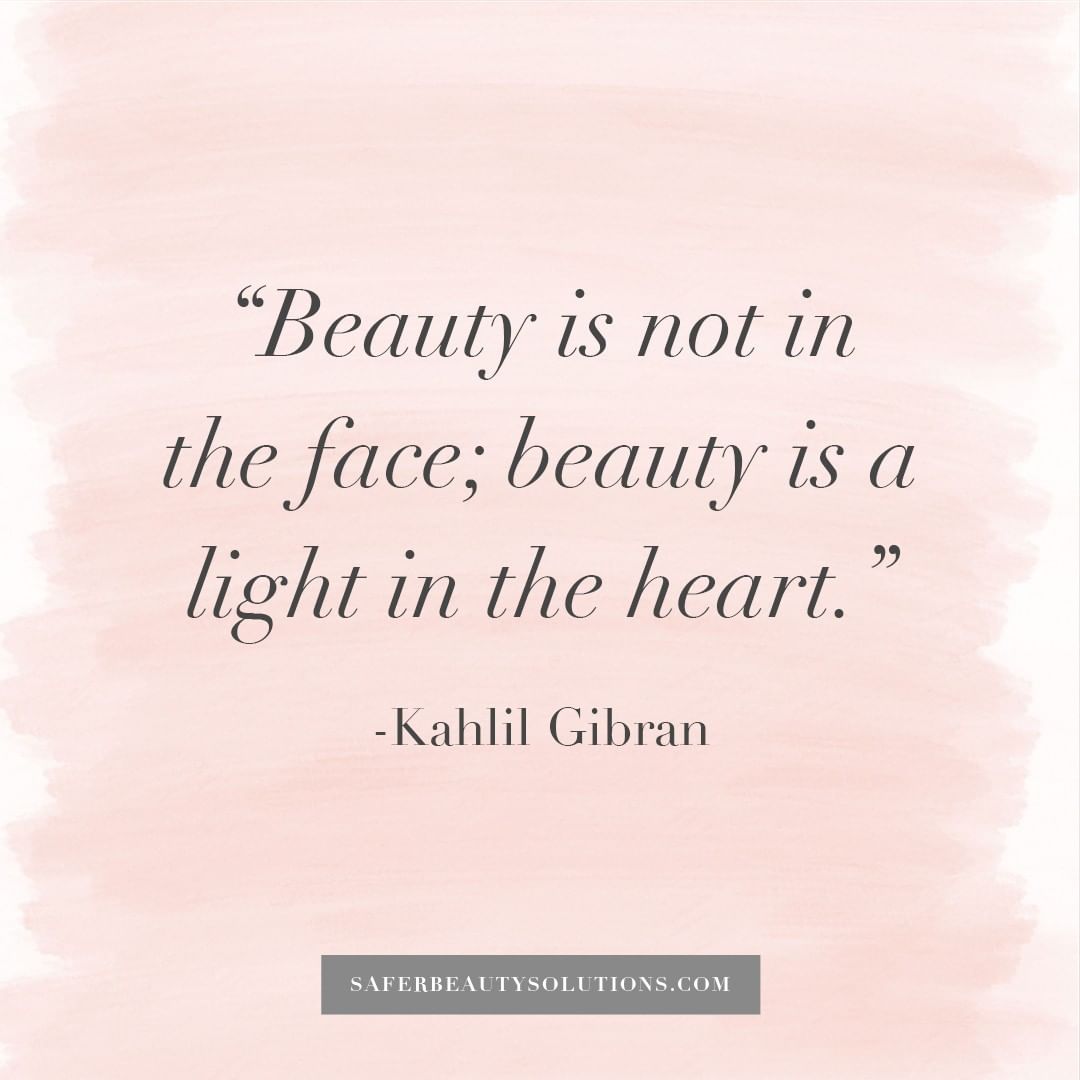 “Beauty is not in
the face; beauty is a
light in the heart.”
-Kahlil Gibran
SAFERBEAUTYSOLUTIONS.COM